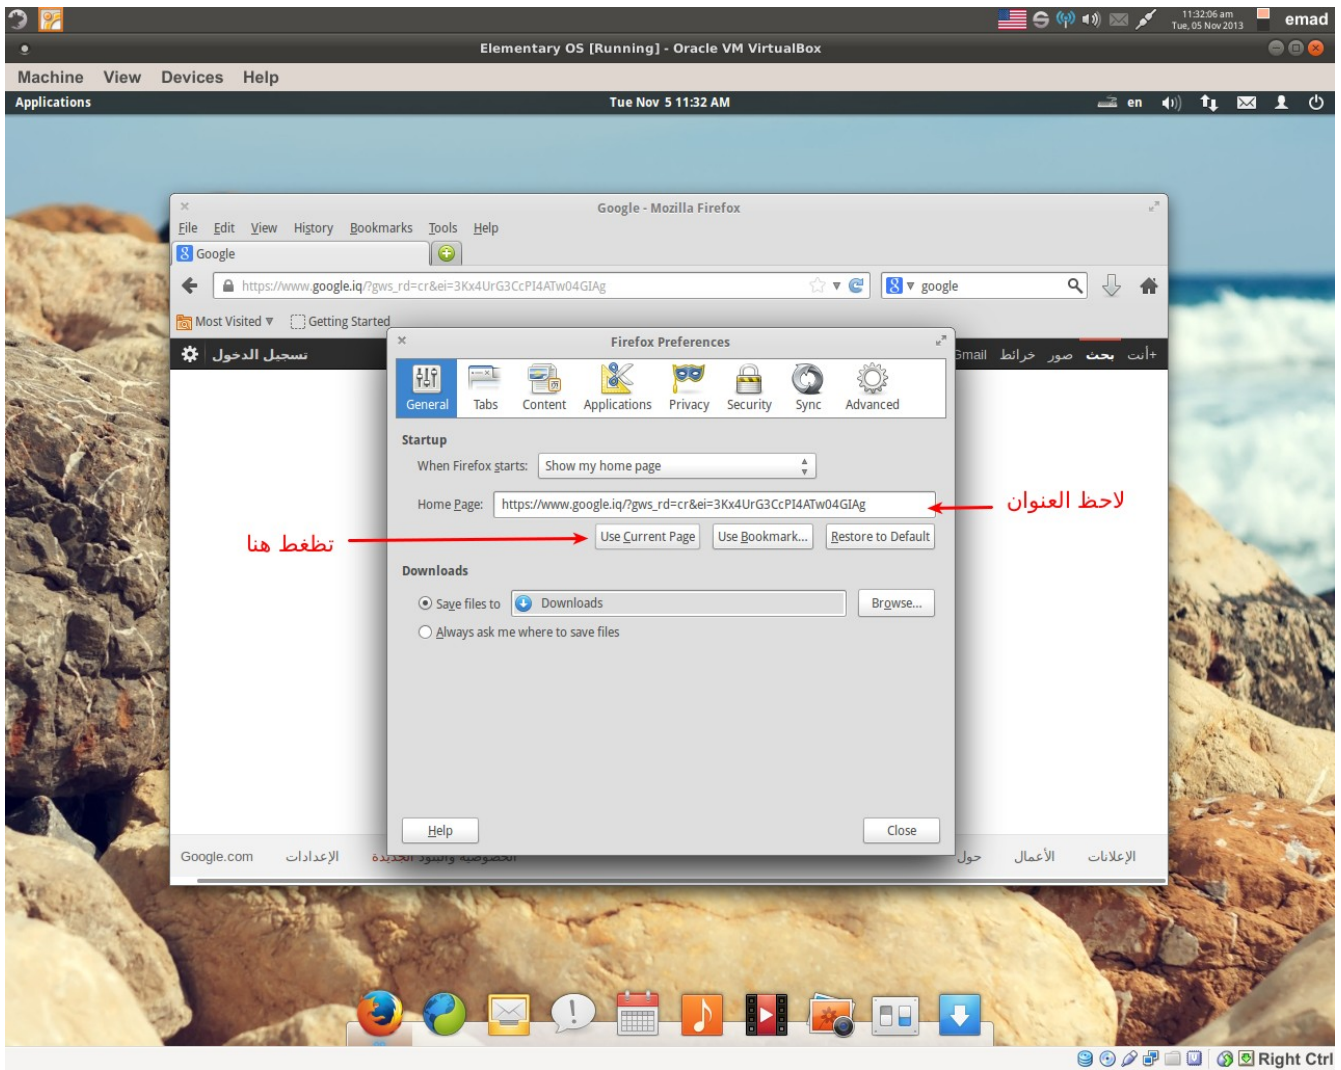 11:32:06 am
Tue, 05 Nov 2013
emad
Elementary OS [Running] - Oracle VM VirtualBox
Machine View Devices Help
Applications
Tue Nov 5 11:32 AM
en
Google - Mozilla Firefox
File Edit View History Bookmarks Tools Help
Google
https://www.google.iq/?gws_rd=cr&ei=3Kx4UrG3CcPI4ATw04GIAg
google
Most Visited Getting Started
+أنت بحث صور خرائط Gmail
تسجيل الدخول
Firefox Preferences
General Tabs Content Applications Privacy Security Sync Advanced
Startup
When Firefox starts: Show my home page
Home Page: https://www.google.iq/?gws_rd=cr&ei=3Kx4UrG3CcPI4ATw04GIAg
لاحظ العنوان
Use Current Page Use Bookmark... Restore to Default
تظغط هنا
Downloads
Save files to Downloads Browse...
Always ask me where to save files
Help Close
الإعلانات الأعمال حول الخصوصية والبنود الجديدة الإعدادات Google.com
Right Ctrl